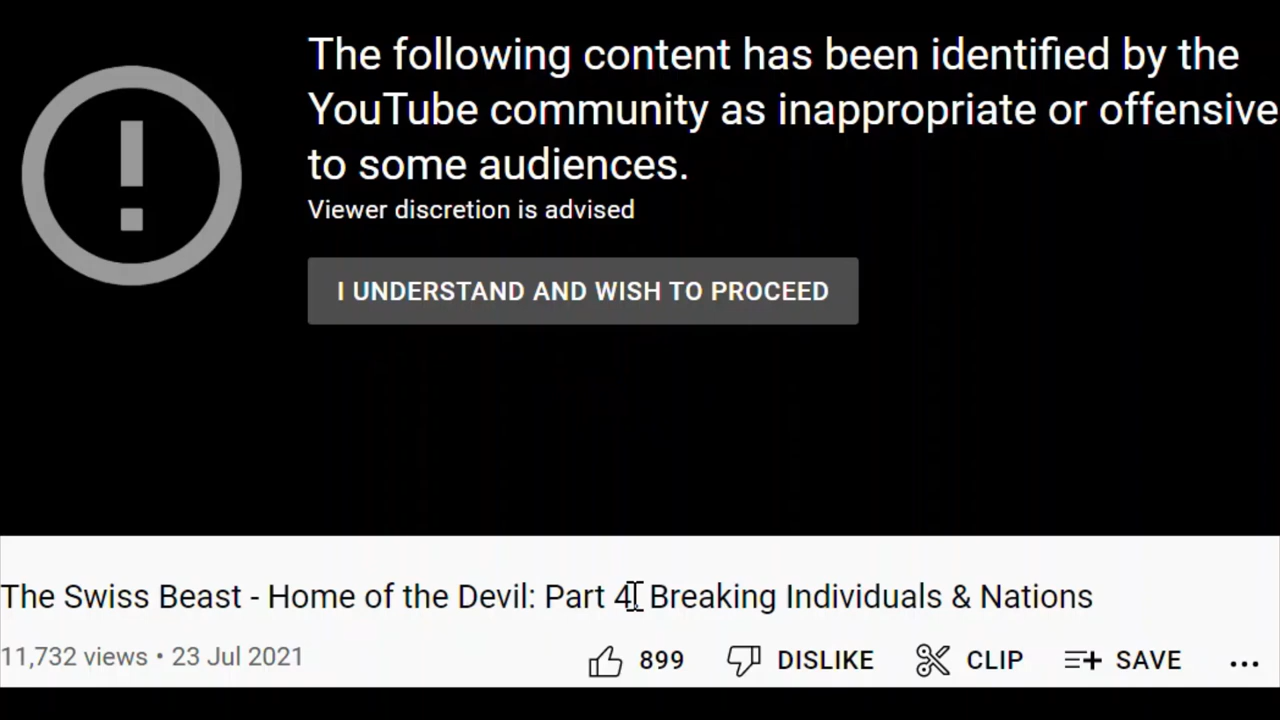 The following content has been identified by the
YouTube community as inappropriate or offensive
to some audiences.
Viewer discretion is advised
I UNDERSTAND AND WISH TO PROCEED
The Swiss Beast - Home of the Devil: Part 4, Breaking Individuals & Nations
11,732 views • 23 Jul 2021
899 DISLIKE CLIP SAVE ...